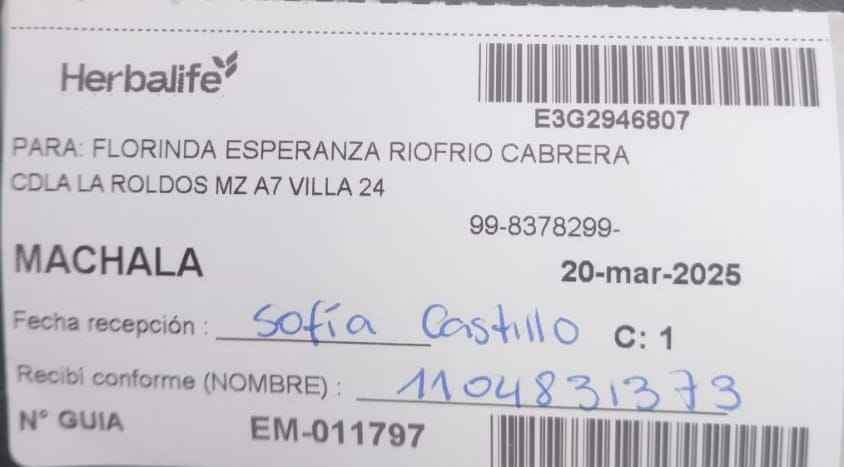 Herbalife
E3G2946807
PARA: FLORINDA ESPERANZA RIOFRIO CABRERA
CDLA LA ROLDOS MZ A7 VILLA 24
99-8378299-
MACHALA 20-mar-2025
Fecha recepción : Sofía Castillo C: 1
Recibí conforme (NOMBRE) : 1104831373
N° GUIA EM-011797